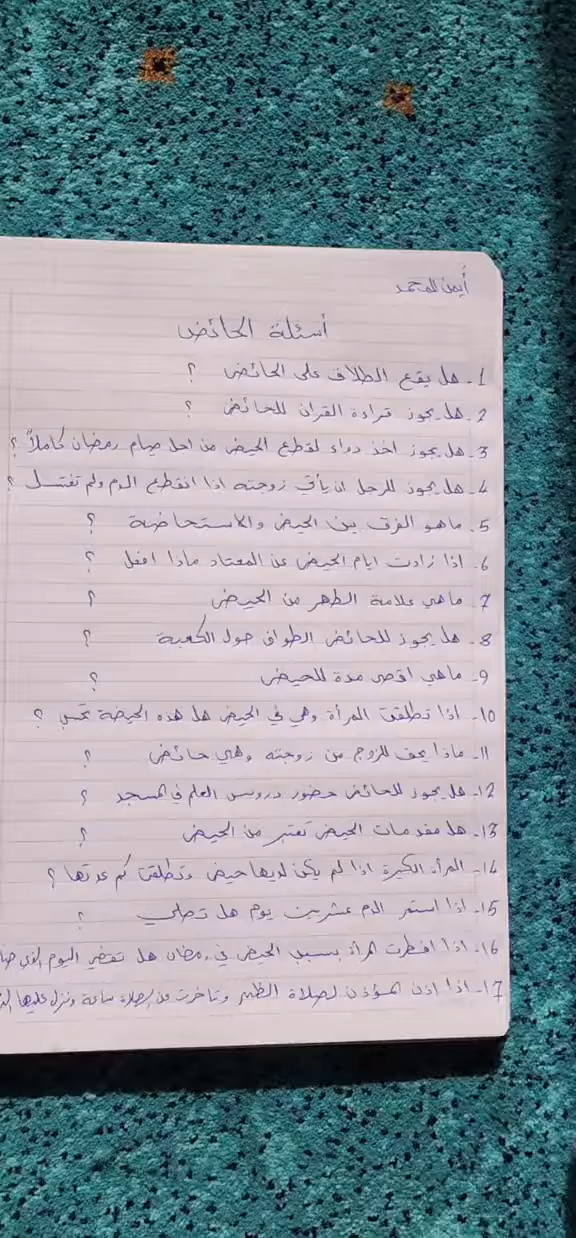 أيمن المحمد
أسئلة الحائض
1- هل يقع الطلاق على الحائض ؟
2- هل يجوز قراءة القران للحائض ؟
3- هل يجوز اخذ دواء لقطع الحيض من اجل صيام رمضان كاملاً ؟
4- هل يجوز للرجل ان يأتي زوجته اذا انقطع الدم ولم تغتسل ؟
5- ماهو الفرق بين الحيض والاستحاضة ؟
6- اذا زادت ايام الحيض عن المعتاد ماذا افعل ؟
7- ماهي علامة الطهر من الحيض ؟
8- هل يجوز للحائض الطواف حول الكعبة ؟
9- ماهي اقصى مدة للحيض ؟
10- اذا تطلقت المرأة وهي في الحيض هل هذه الحيضة تحسب ؟
11- ماذا يحق للزوج من زوجته وهي حائض ؟
12- هل يجوز للحائض حضور دروس العلم في المسجد ؟
13- هل مقدمات الحيض تعتبر من الحيض ؟
14- المرأة الكبيرة اذا لم يكن لديها حيض وتطلقت كم عدتها ؟
15- اذا استمر الدم عشرين يوم هل تصلي ؟
16- اذا افطرت المرأة بسبب الحيض في رمضان هل تقضي اليوم الذي
17- اذا اذن المؤذن لصلاة الظهر وتاخرت عن الصلاة ساعة ونزل عليها